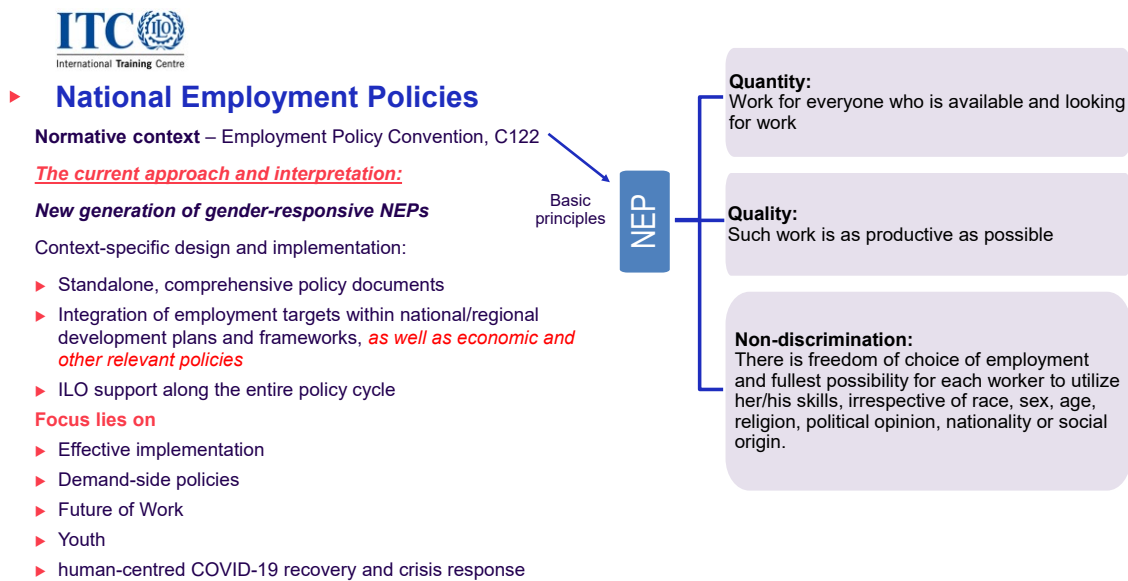 ITC ILO
International Training Centre
National Employment Policies
Normative context – Employment Policy Convention, C122
The current approach and interpretation:
New generation of gender-responsive NEPs
Context-specific design and implementation:
Standalone, comprehensive policy documents
Integration of employment targets within national/regional
development plans and frameworks, as well as economic and
other relevant policies
ILO support along the entire policy cycle
Focus lies on
Effective implementation
Demand-side policies
Future of Work
Youth
human-centred COVID-19 recovery and crisis response
Basic
principles
NEP
Quantity:
Work for everyone who is available and looking
for work
Quality:
Such work is as productive as possible
Non-discrimination:
There is freedom of choice of employment
and fullest possibility for each worker to utilize
her/his skills, irrespective of race, sex, age,
religion, political opinion, nationality or social
origin.